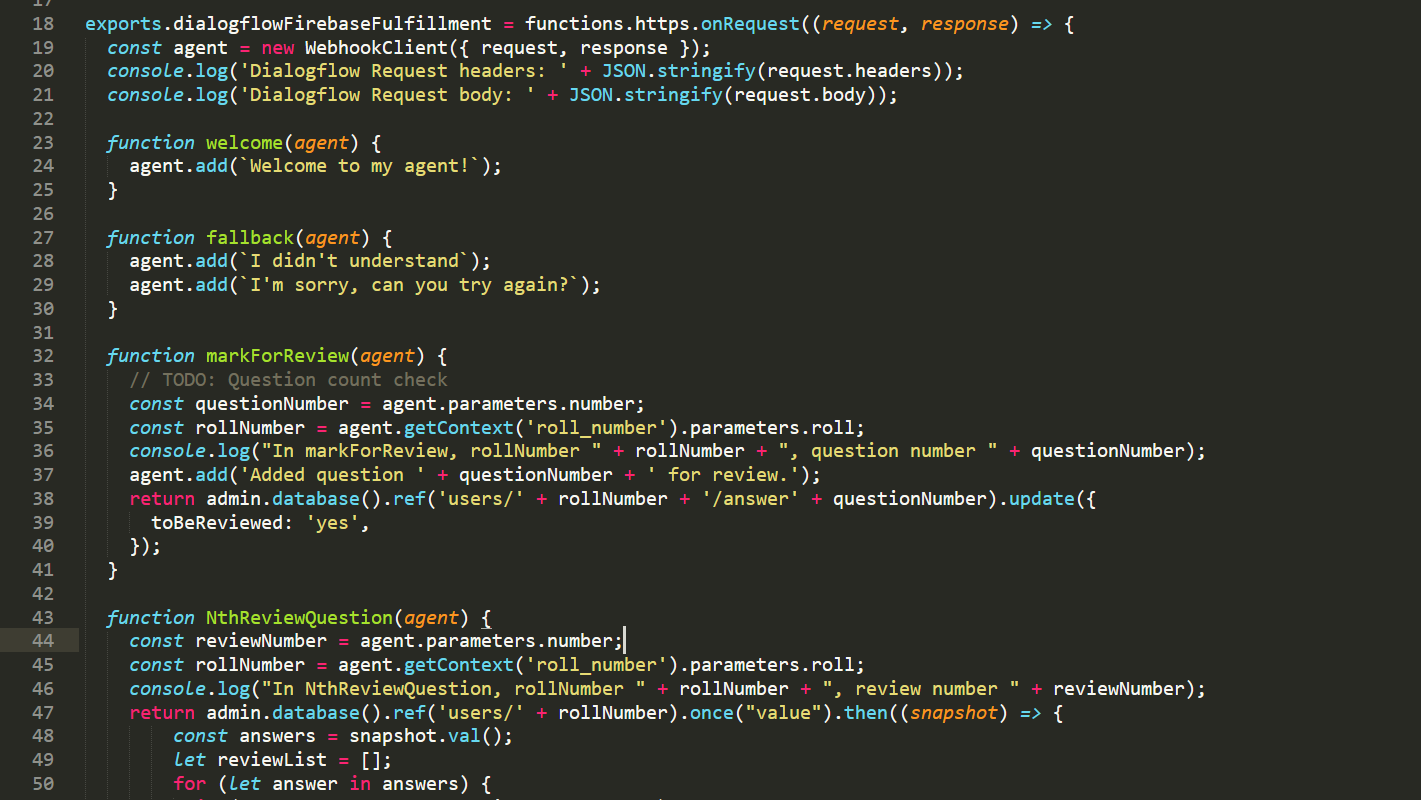 17
18 exports.dialogflowFirebaseFulfillment = functions.https.onRequest((request, response) => {
19   const agent = new WebhookClient({ request, response });
20   console.log('Dialogflow Request headers: ' + JSON.stringify(request.headers));
21   console.log('Dialogflow Request body: ' + JSON.stringify(request.body));
22
23   function welcome(agent) {
24     agent.add(`Welcome to my agent!`);
25   }
26
27   function fallback(agent) {
28     agent.add(`I didn't understand`);
29     agent.add(`I'm sorry, can you try again?`);
30   }
31
32   function markForReview(agent) {
33     // TODO: Question count check
34     const questionNumber = agent.parameters.number;
35     const rollNumber = agent.getContext('roll_number').parameters.roll;
36     console.log("In markForReview, rollNumber " + rollNumber + ", question number " + questionNumber);
37     agent.add('Added question ' + questionNumber + ' for review.');
38     return admin.database().ref('users/' + rollNumber + '/answer' + questionNumber).update({
39       toBeReviewed: 'yes',
40     });
41   }
42
43   function NthReviewQuestion(agent) {
44     const reviewNumber = agent.parameters.number;
45     const rollNumber = agent.getContext('roll_number').parameters.roll;
46     console.log("In NthReviewQuestion, rollNumber " + rollNumber + ", review number " + reviewNumber);
47     return admin.database().ref('users/' + rollNumber).once("value").then((snapshot) => {
48         const answers = snapshot.val();
49         let reviewList = [];
50         for (let answer in answers) {